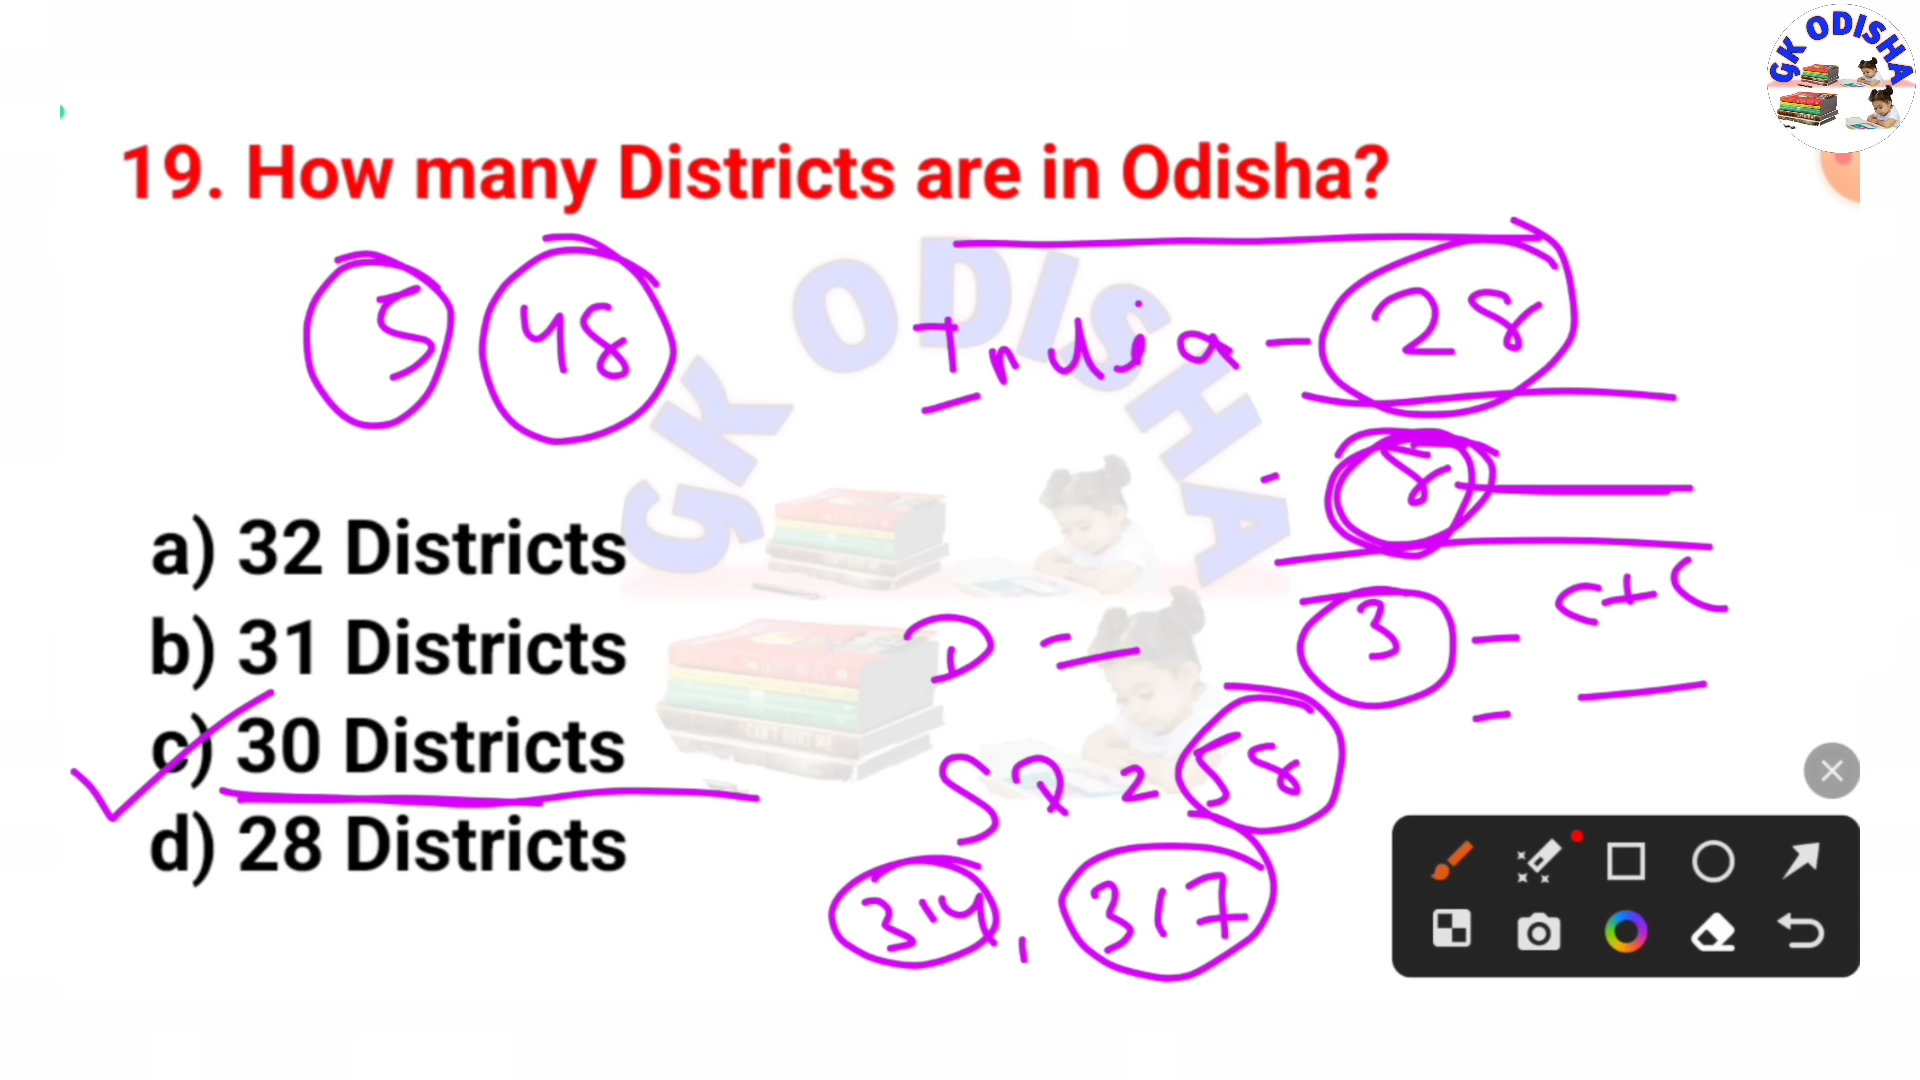 GK ODISHA
19. How many Districts are in Odisha?
5 48
India - 28
GK ODISHA
8
a) 32 Districts
3 - C+C
b) 31 Districts
D =
c) 30 Districts
58
d) 28 Districts
314, 317